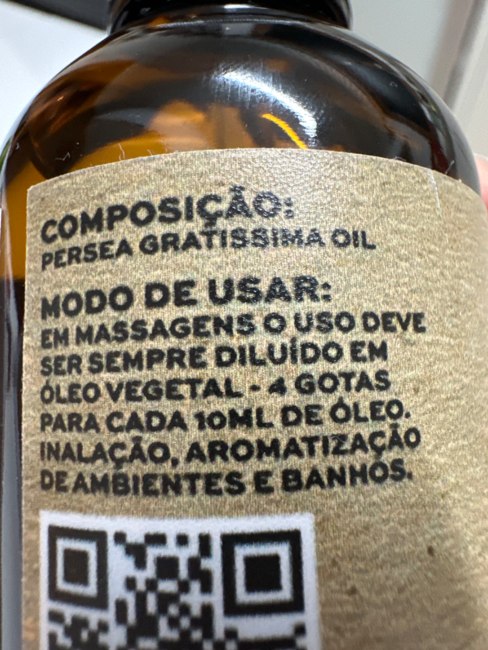 COMPOSIÇÃO:
PERSEA GRATISSIMA OIL
MODO DE USAR:
EM MASSAGENS O USO DEVE
SER SEMPRE DILUÍDO EM
ÓLEO VEGETAL - 4 GOTAS
PARA CADA 10ML DE ÓLEO.
INALAÇÃO, AROMATIZAÇÃO
DE AMBIENTES E BANHOS.